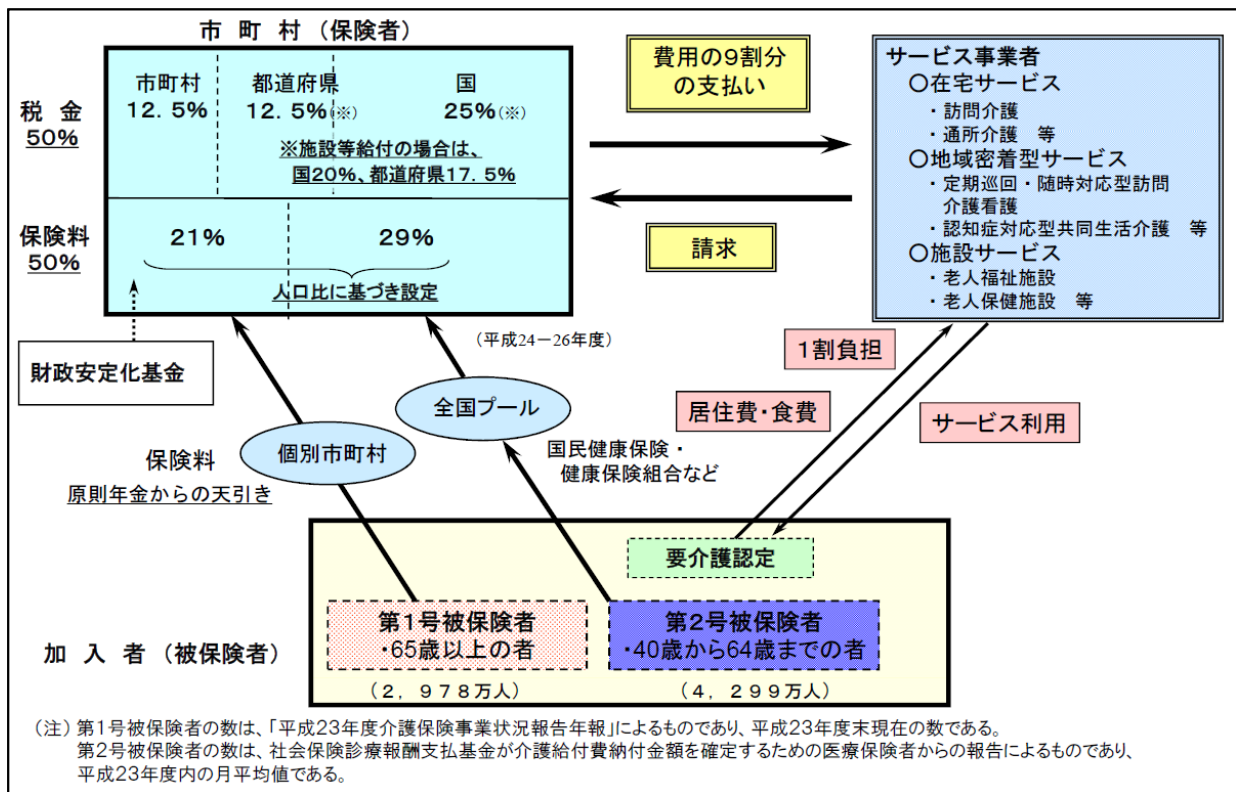 市 町 村 （保険者）
税 金
50%
市町村
12．5%
都道府県
12．5%(※)
国
25%(※)
※施設等給付の場合は、
国20%、都道府県17．5%
保険料
50%
21%
29%
人口比に基づき設定
財政安定化基金
（平成24－26年度）
費用の９割分
の支払い
請求
サービス事業者
〇在宅サービス
・訪問介護
・通所介護　等
〇地域密着型サービス
・定期巡回・随時対応型訪問
介護看護
・認知症対応型共同生活介護　等
〇施設サービス
・老人福祉施設
・老人保健施設　等
１割負担
居住費・食費
サービス利用
全国プール
個別市町村
保険料
原則年金からの天引き
国民健康保険・
健康保険組合など
要介護認定
加 入 者 （被保険者）
第１号被保険者
・65歳以上の者
（２，９７８万人）
第２号被保険者
・40歳から64歳までの者
（４，２９９万人）
（注） 第１号被保険者の数は、「平成23年度介護保険事業状況報告年報」によるものであり、平成23年度末現在の数である。
第２号被保険者の数は、社会保険診療報酬支払基金が介護給付費納付金額を確定するための医療保険者からの報告によるものであり、
平成23年度内の月平均値である。